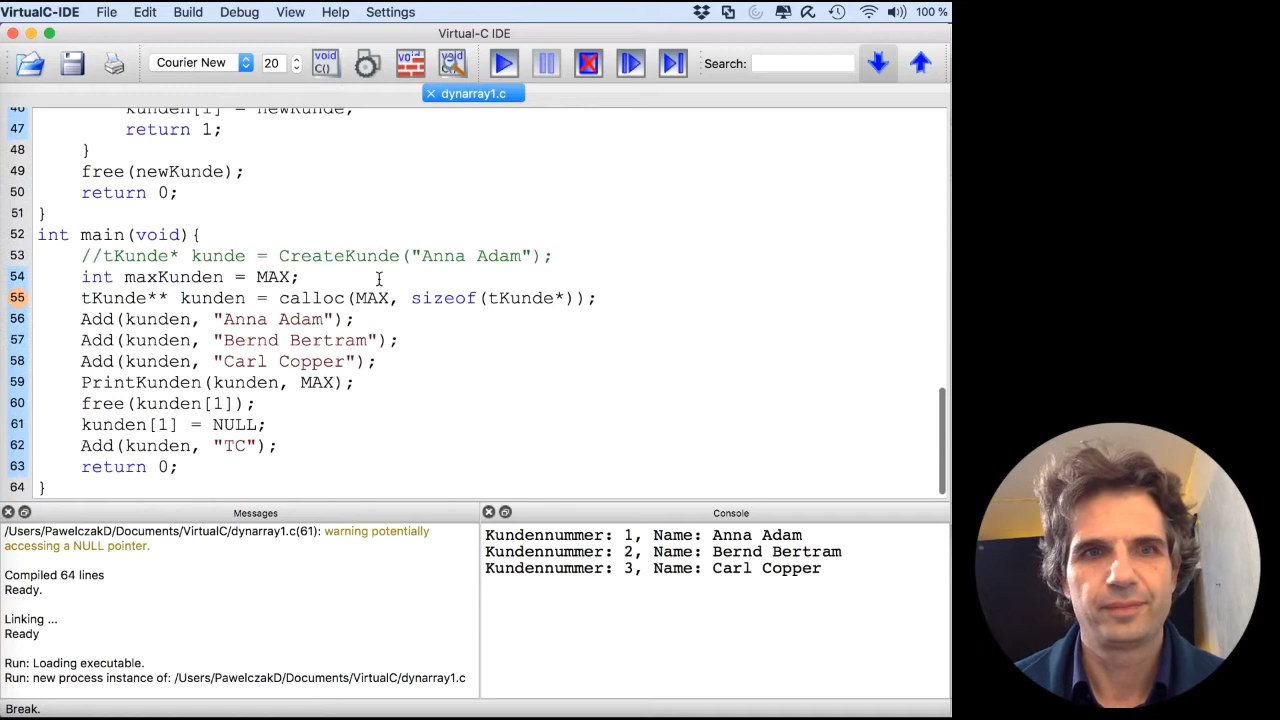 VirtualC-IDE File Edit Build Debug View Help Settings 100 %
Virtual-C IDE
Courier New 20 void C() void void Search:
dynarray1.c
46 kunden[i] = newKunde;
47 return 1;
48 }
49 free(newKunde);
50 return 0;
51 }
52 int main(void){
53 //tKunde* kunde = CreateKunde("Anna Adam");
54 int maxKunden = MAX;
55 tKunde** kunden = calloc(MAX, sizeof(tKunde*));
56 Add(kunden, "Anna Adam");
57 Add(kunden, "Bernd Bertram");
58 Add(kunden, "Carl Copper");
59 PrintKunden(kunden, MAX);
60 free(kunden[1]);
61 kunden[1] = NULL;
62 Add(kunden, "TC");
63 return 0;
64 }
Messages
/Users/PawelczakD/Documents/VirtualC/dynarray1.c(61): warning potentially
accessing a NULL pointer.
Compiled 64 lines
Ready.
Linking ...
Ready
Run: Loading executable.
Run: new process instance of: /Users/PawelczakD/Documents/VirtualC/dynarray1.c
Console
Kundennummer: 1, Name: Anna Adam
Kundennummer: 2, Name: Bernd Bertram
Kundennummer: 3, Name: Carl Copper
Break.